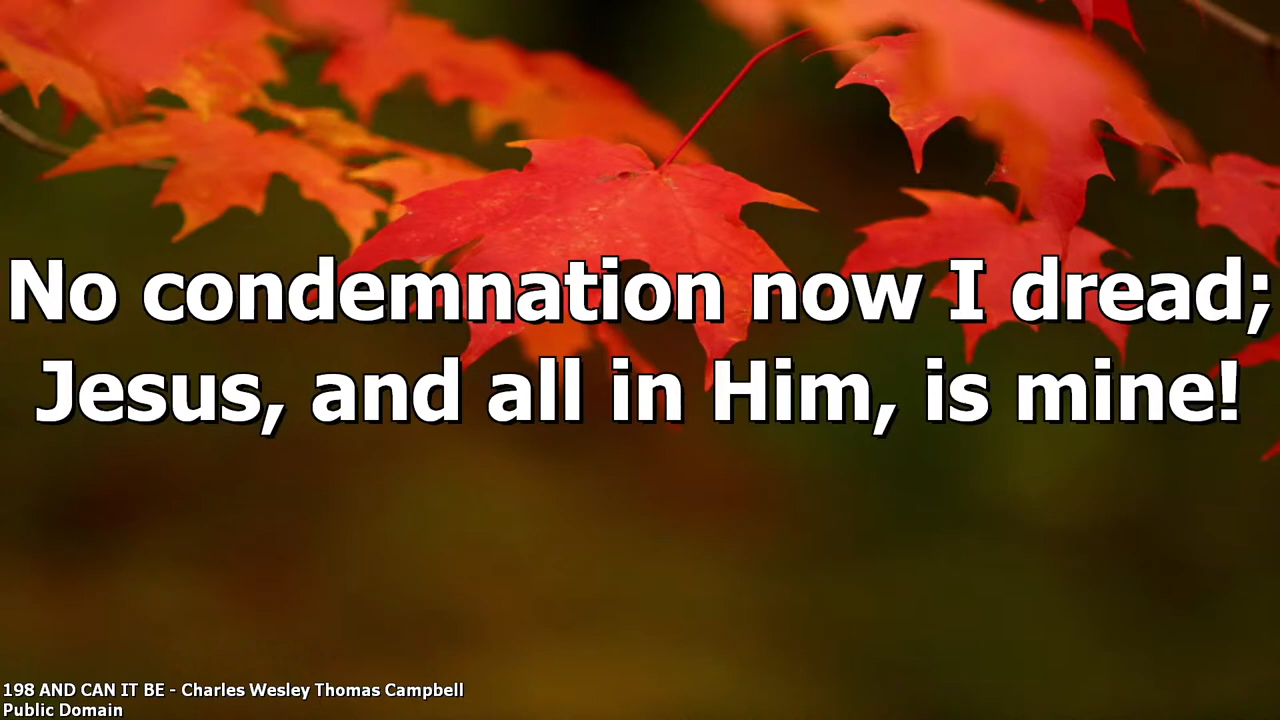 No condemnation now I dread;
Jesus, and all in Him, is mine!
198 AND CAN IT BE - Charles Wesley Thomas Campbell
Public Domain